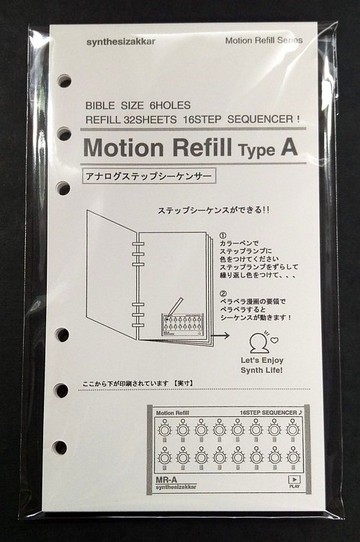 synthesizakkar
Motion Refill Series
BIBLE SIZE 6HOLES
REFILL 32SHEETS 16STEP SEQUENCER !
Motion Refill Type A
アナログステップシーケンサー
ステップシーケンスができる!!
①
カラーペンで
ステップランプに
色をつけてください
ステップランプをずらして
繰り返し色をつけて、、、
②
ペラペラ漫画の要領で
ペラペラすると
シーケンスが動きます！
Let's Enjoy
Synth Life!
ここから下が印刷されています 【実寸】
Motion Refill
16STEP SEQUENCER♪
MR-A
synthesizakkar
PLAY